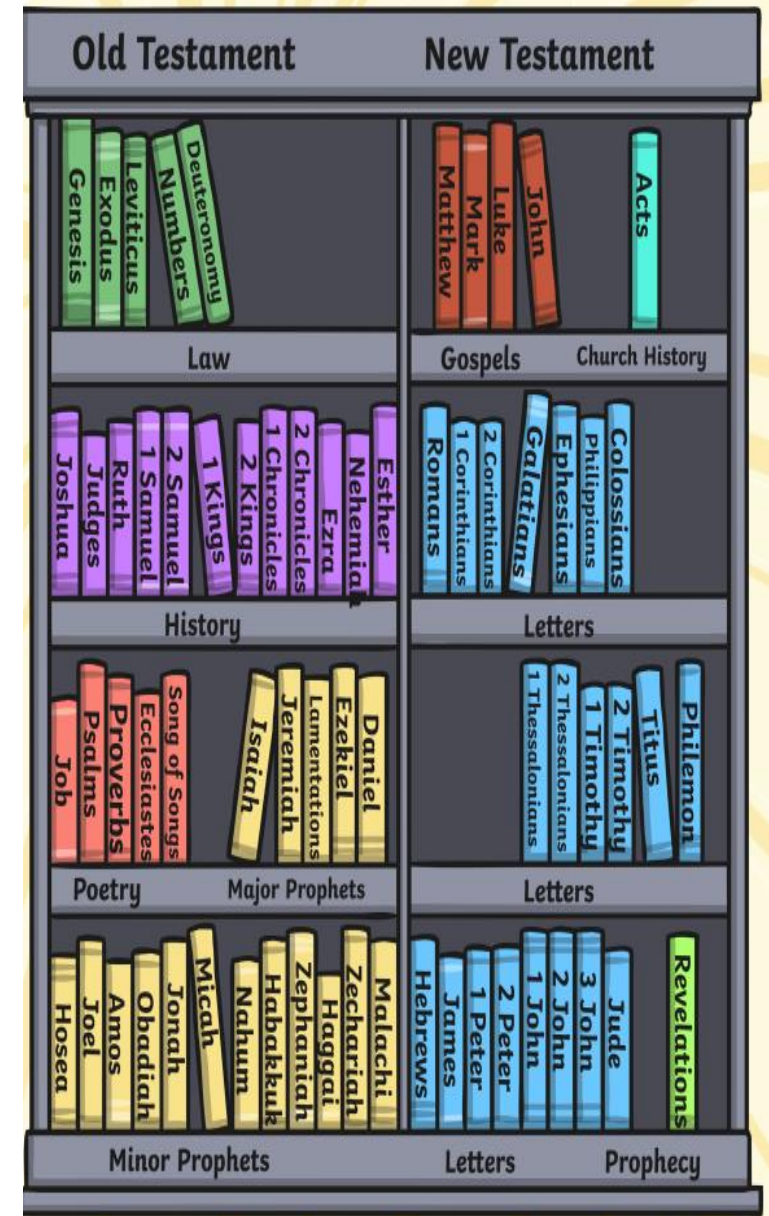 Old Testament
New Testament
Genesis
Exodus
Leviticus
Numbers
Deuteronomy
Matthew
Mark
Luke
John
Acts
Law
Gospels
Church History
Joshua
Judges
Ruth
1 Samuel
2 Samuel
1 Kings
2 Kings
1 Chronicles
2 Chronicles
Ezra
Nehemiah
Esther
Romans
1 Corinthians
2 Corinthians
Galatians
Ephesians
Philippians
Colossians
History
Letters
Job
Psalms
Proverbs
Ecclesiastes
Song of Songs
Isaiah
Jeremiah
Lamentations
Ezekiel
Daniel
1 Thessalonians
2 Thessalonians
1 Timothy
2 Timothy
Titus
Philemon
Poetry
Major Prophets
Letters
Hosea
Joel
Amos
Obadiah
Jonah
Micah
Nahum
Habakkuk
Zephaniah
Haggai
Zechariah
Malachi
Hebrews
James
1 Peter
2 Peter
1 John
2 John
3 John
Jude
Revelations
Minor Prophets
Letters
Prophecy